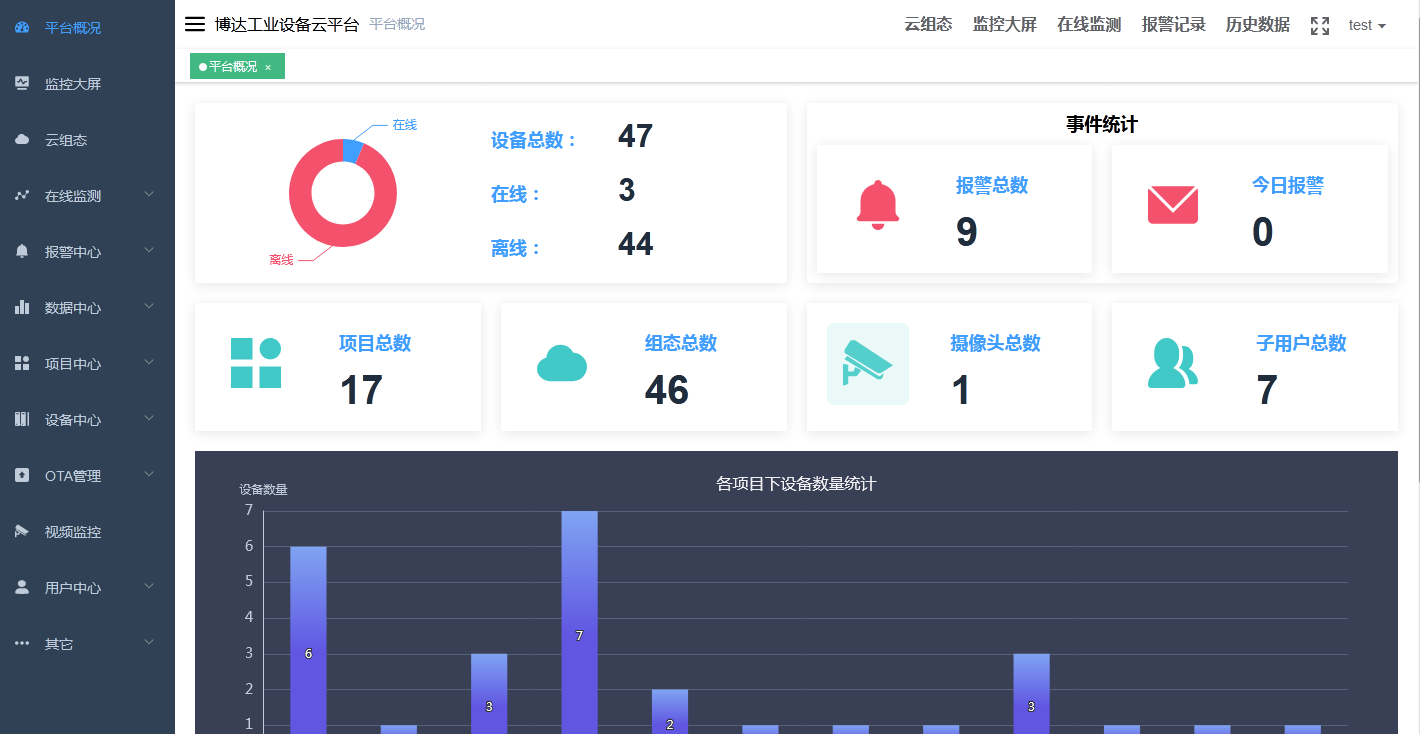 平台概况
监控大屏
云组态
在线监测
报警中心
数据中心
项目中心
设备中心
OTA管理
视频监控
用户中心
其它
博达工业设备云平台 平台概况
云组态 监控大屏 在线监测 报警记录 历史数据 test
平台概况 ×
在线
离线
设备总数： 47
在线： 3
离线： 44
事件统计
报警总数
9
今日报警
0
项目总数
17
组态总数
46
摄像头总数
1
子用户总数
7
各项目下设备数量统计
设备数量
7
6
5
4
3
2
1
6
3
7
2
3